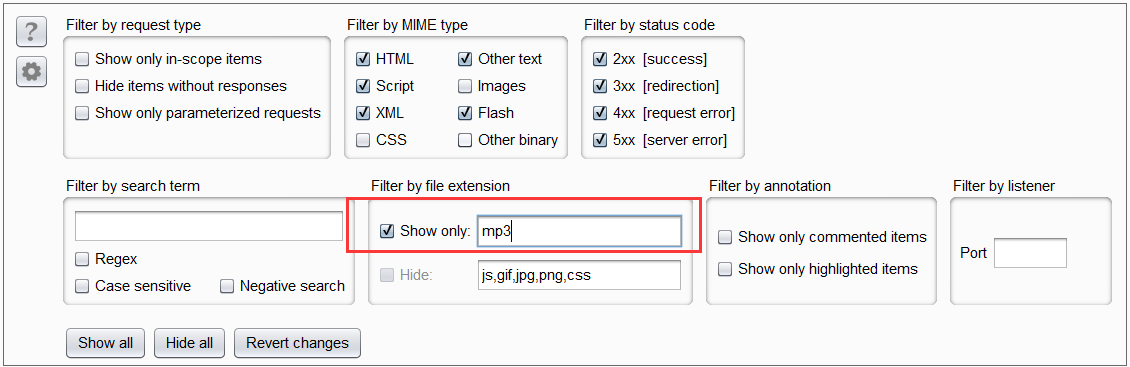 Filter by request type
Show only in-scope items
Hide items without responses
Show only parameterized requests
Filter by MIME type
HTML
Other text
Script
Images
XML
Flash
CSS
Other binary
Filter by status code
2xx [success]
3xx [redirection]
4xx [request error]
5xx [server error]
Filter by search term
Regex
Case sensitive
Negative search
Filter by file extension
Show only: mp3
Hide: js,gif,jpg,png,css
Filter by annotation
Show only commented items
Show only highlighted items
Filter by listener
Port
Show all
Hide all
Revert changes
?